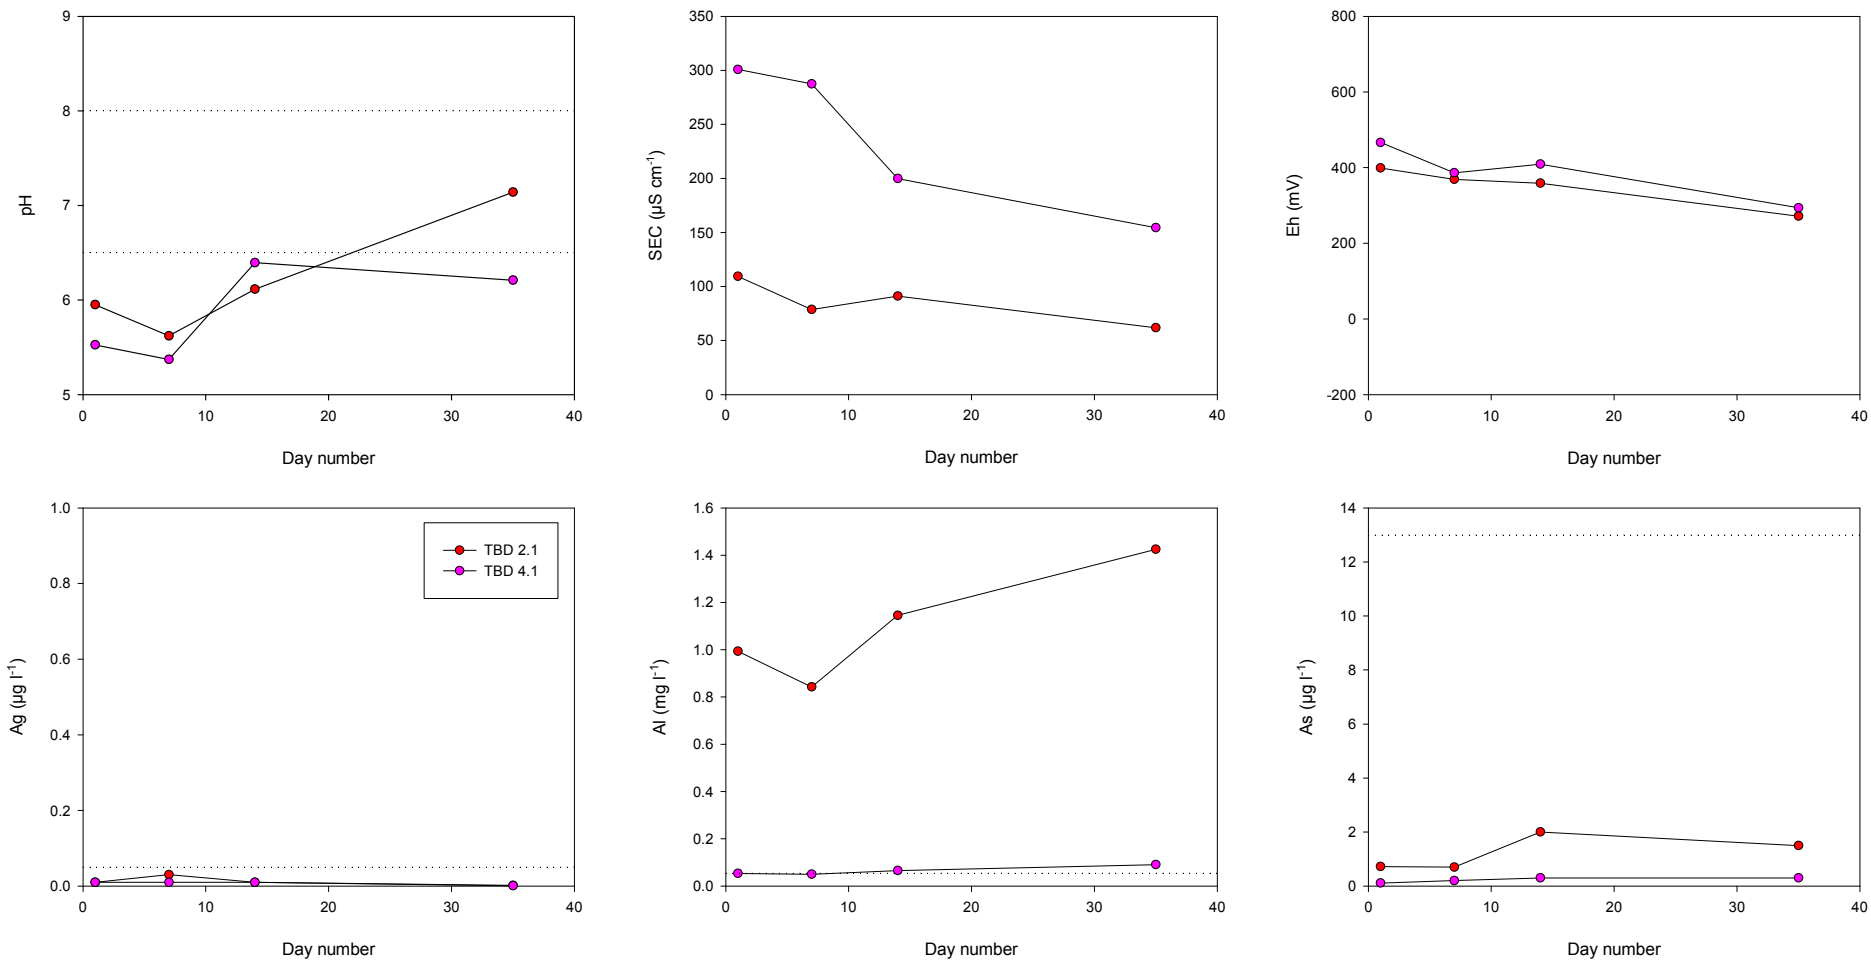 9
8
7
6
5
pH
0 10 20 30 40
Day number
350
300
250
200
150
100
50
0
SEC (µS cm-1)
0 10 20 30 40
Day number
800
600
400
200
0
-200
Eh (mV)
0 10 20 30 40
Day number
1.0
0.8
0.6
0.4
0.2
0.0
Ag (µg l-1)
TBD 2.1
TBD 4.1
0 10 20 30 40
Day number
1.6
1.4
1.2
1.0
0.8
0.6
0.4
0.2
0.0
Al (mg l-1)
0 10 20 30 40
Day number
14
12
10
8
6
4
2
0
As (µg l-1)
0 10 20 30 40
Day number